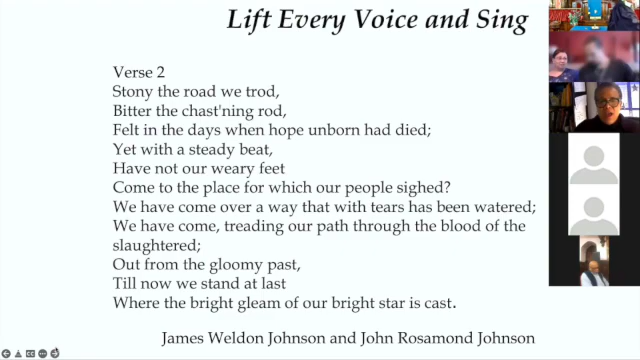 Lift Every Voice and Sing
Verse 2
Stony the road we trod,
Bitter the chast'ning rod,
Felt in the days when hope unborn had died;
Yet with a steady beat,
Have not our weary feet
Come to the place for which our people sighed?
We have come over a way that with tears has been watered;
We have come, treading our path through the blood of the
slaughtered;
Out from the gloomy past,
Till now we stand at last
Where the bright gleam of our bright star is cast.
James Weldon Johnson and John Rosamond Johnson